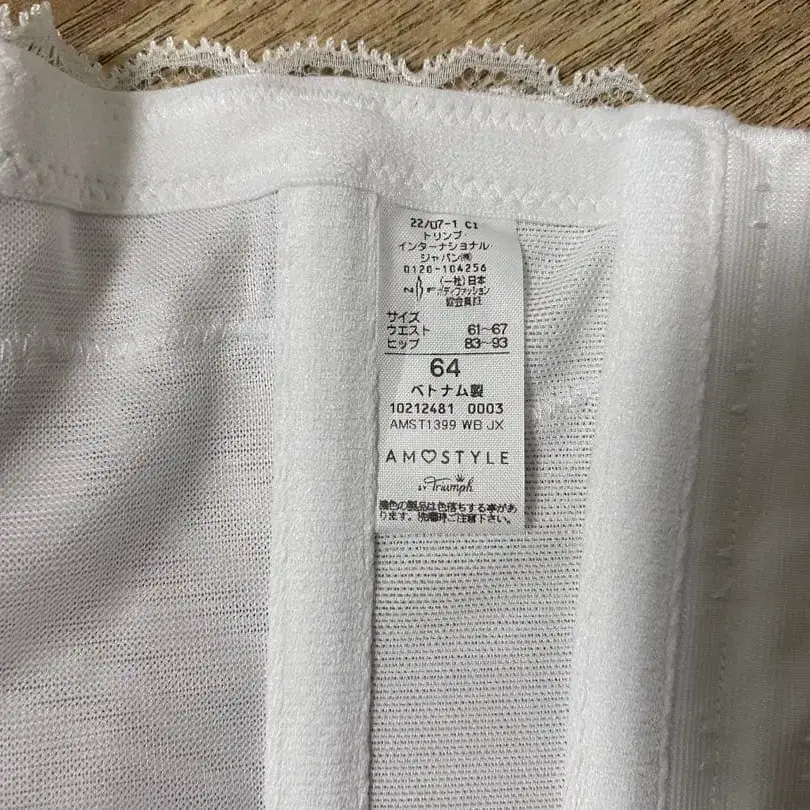 22/07-1 C1
トリンプ・
インターナショナル・
ジャパン㈱
0120-104256
(一社)日本
ボディファッション
協会員証
サイズ
ウエスト 61～67
ヒップ 83～93
64
ベトナム製
10212481 0003
AMST1399 WB JX
AMO♡STYLE
BY Triumph
濃色の製品は色落ちする事があ
ります。洗濯時ご注意下さい。